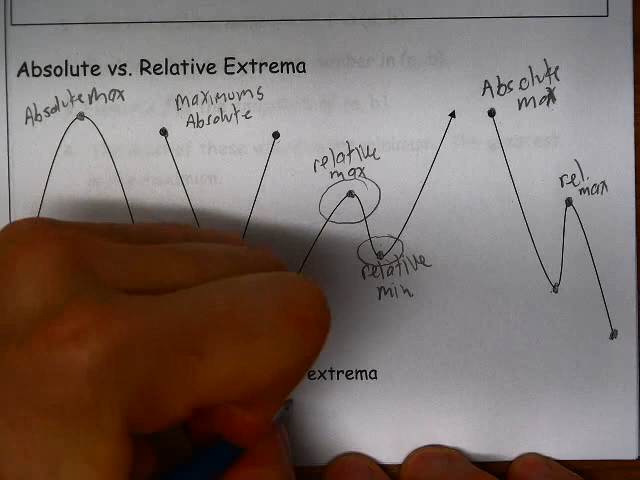 Absolute vs. Relative Extrema
Absolute max
maximums
Absolute
relative
max
relative
min
Absolute
max
rel.
max
extrema